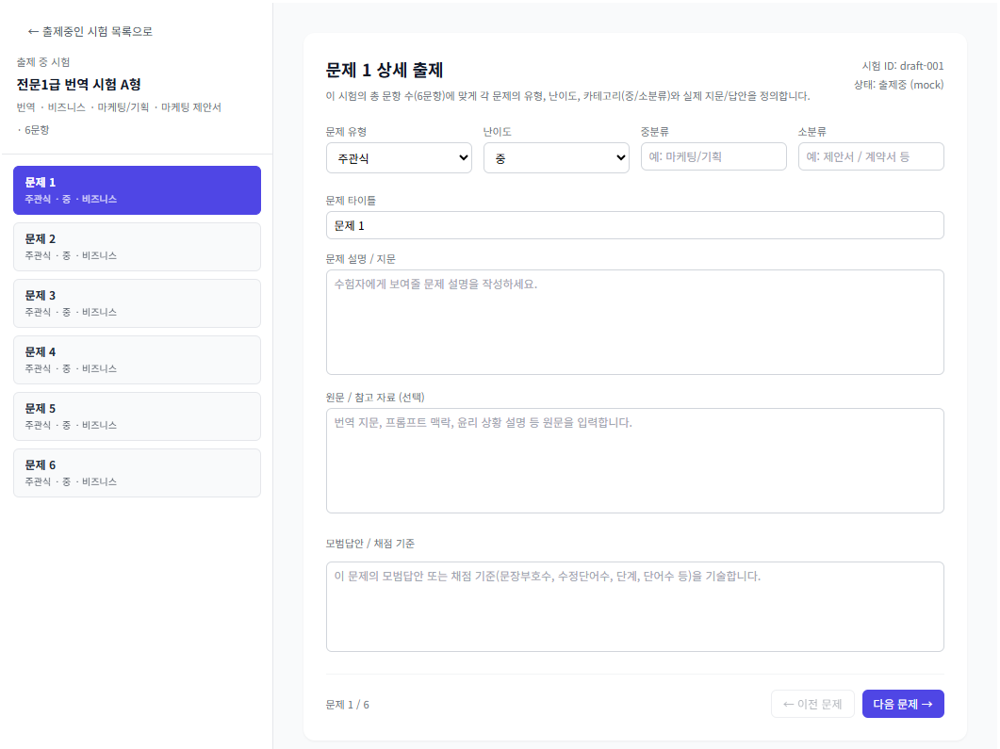 ← 출제중인 시험 목록으로
출제 중 시험
전문1급 번역 시험 A형
번역 · 비즈니스 · 마케팅/기획 · 마케팅 제안서
· 6문항
문제 1
주관식 · 중 · 비즈니스
문제 2
주관식 · 중 · 비즈니스
문제 3
주관식 · 중 · 비즈니스
문제 4
주관식 · 중 · 비즈니스
문제 5
주관식 · 중 · 비즈니스
문제 6
주관식 · 중 · 비즈니스
문제 1 상세 출제
이 시험의 총 문항 수(6문항)에 맞게 각 문제의 유형, 난이도, 카테고리(중/소분류)와 실제 지문/답안을 정의합니다.
시험 ID: draft-001
상태: 출제중 (mock)
문제 유형 난이도 중분류 소분류
주관식 중 예: 마케팅/기획 예: 제안서 / 계약서 등
문제 타이틀
문제 1
문제 설명 / 지문
수험자에게 보여줄 문제 설명을 작성하세요.
원문 / 참고 자료 (선택)
번역 지문, 프롬프트 맥락, 윤리 상황 설명 등 원문을 입력합니다.
모범답안 / 채점 기준
이 문제의 모범답안 또는 채점 기준(문장부호수, 수정단어수, 단계, 단어수 등)을 기술합니다.
문제 1 / 6
← 이전 문제 다음 문제 →